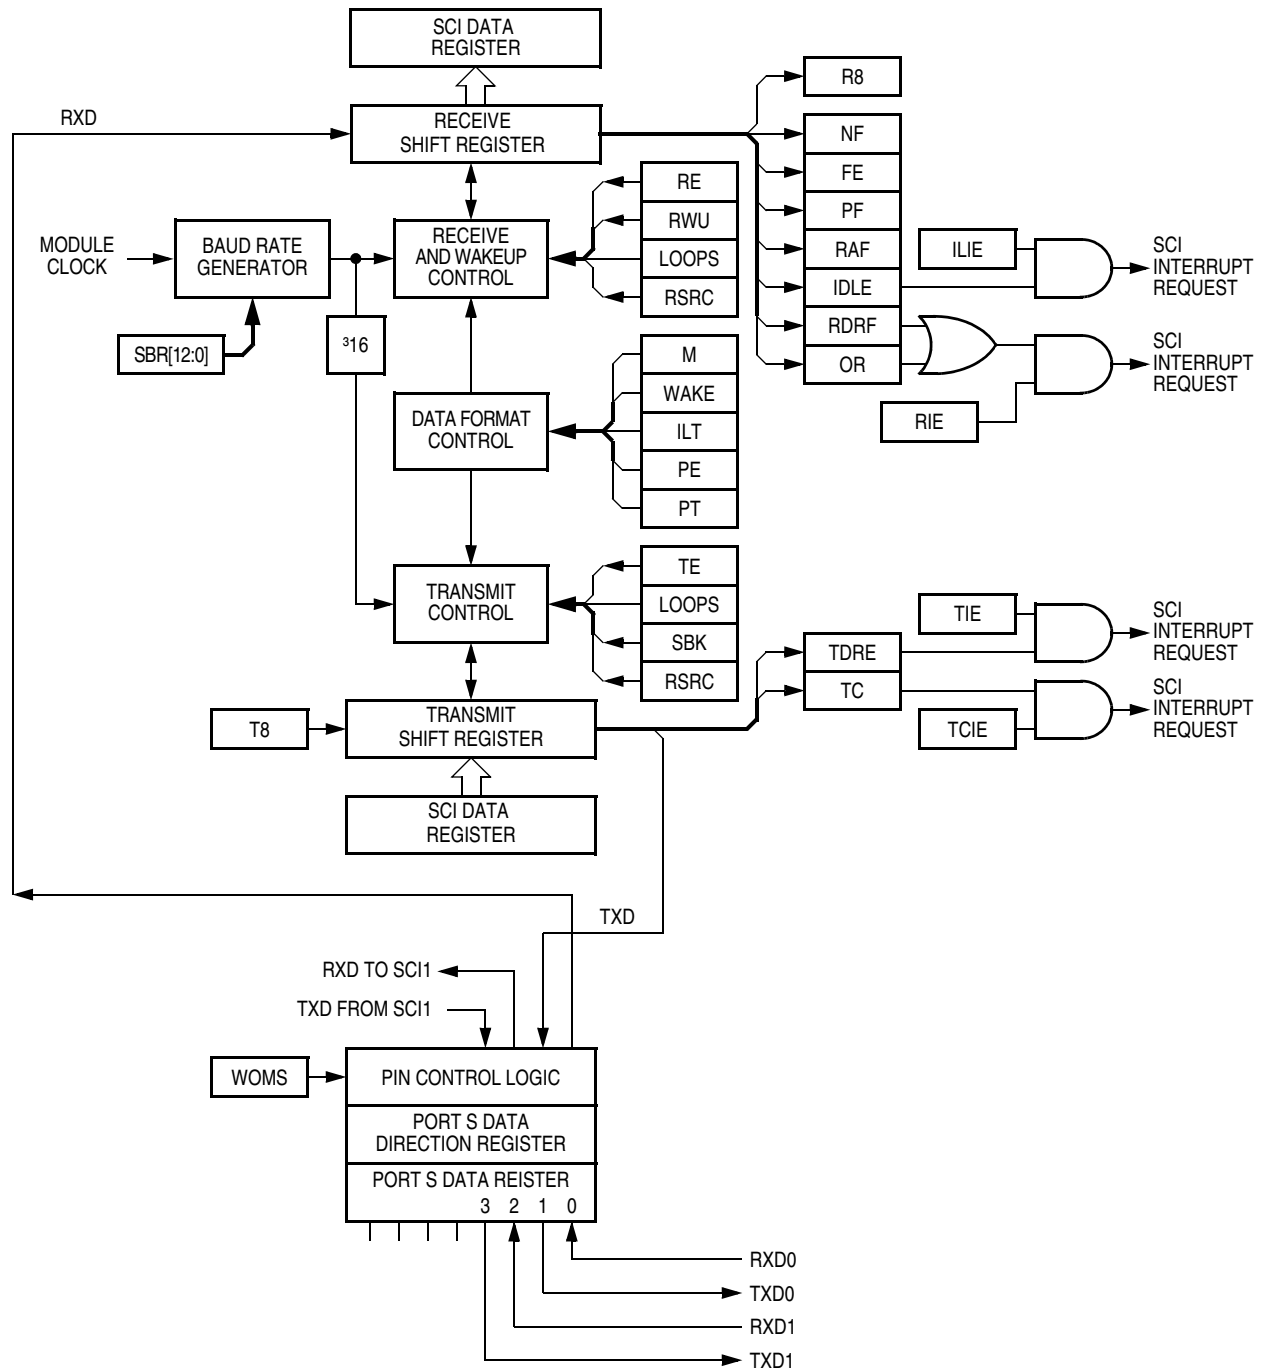 SCI DATA
REGISTER
R8
RXD
RECEIVE
SHIFT REGISTER
NF
FE
PF
RAF
IDLE
RDRF
OR
RE
RWU
LOOPS
RSRC
MODULE
CLOCK
BAUD RATE
GENERATOR
RECEIVE
AND WAKEUP
CONTROL
ILIE
SCI
INTERRUPT
REQUEST
SBR[12:0]
³16
SCI
INTERRUPT
REQUEST
RIE
M
WAKE
ILT
PE
PT
DATA FORMAT
CONTROL
TE
LOOPS
SBK
RSRC
TRANSMIT
CONTROL
TIE
SCI
INTERRUPT
REQUEST
TDRE
TC
TCIE
SCI
INTERRUPT
REQUEST
T8
TRANSMIT
SHIFT REGISTER
SCI DATA
REGISTER
TXD
RXD TO SCI1
TXD FROM SCI1
WOMS
PIN CONTROL LOGIC
PORT S DATA
DIRECTION REGISTER
PORT S DATA REISTER
3 2 1 0
RXD0
TXD0
RXD1
TXD1